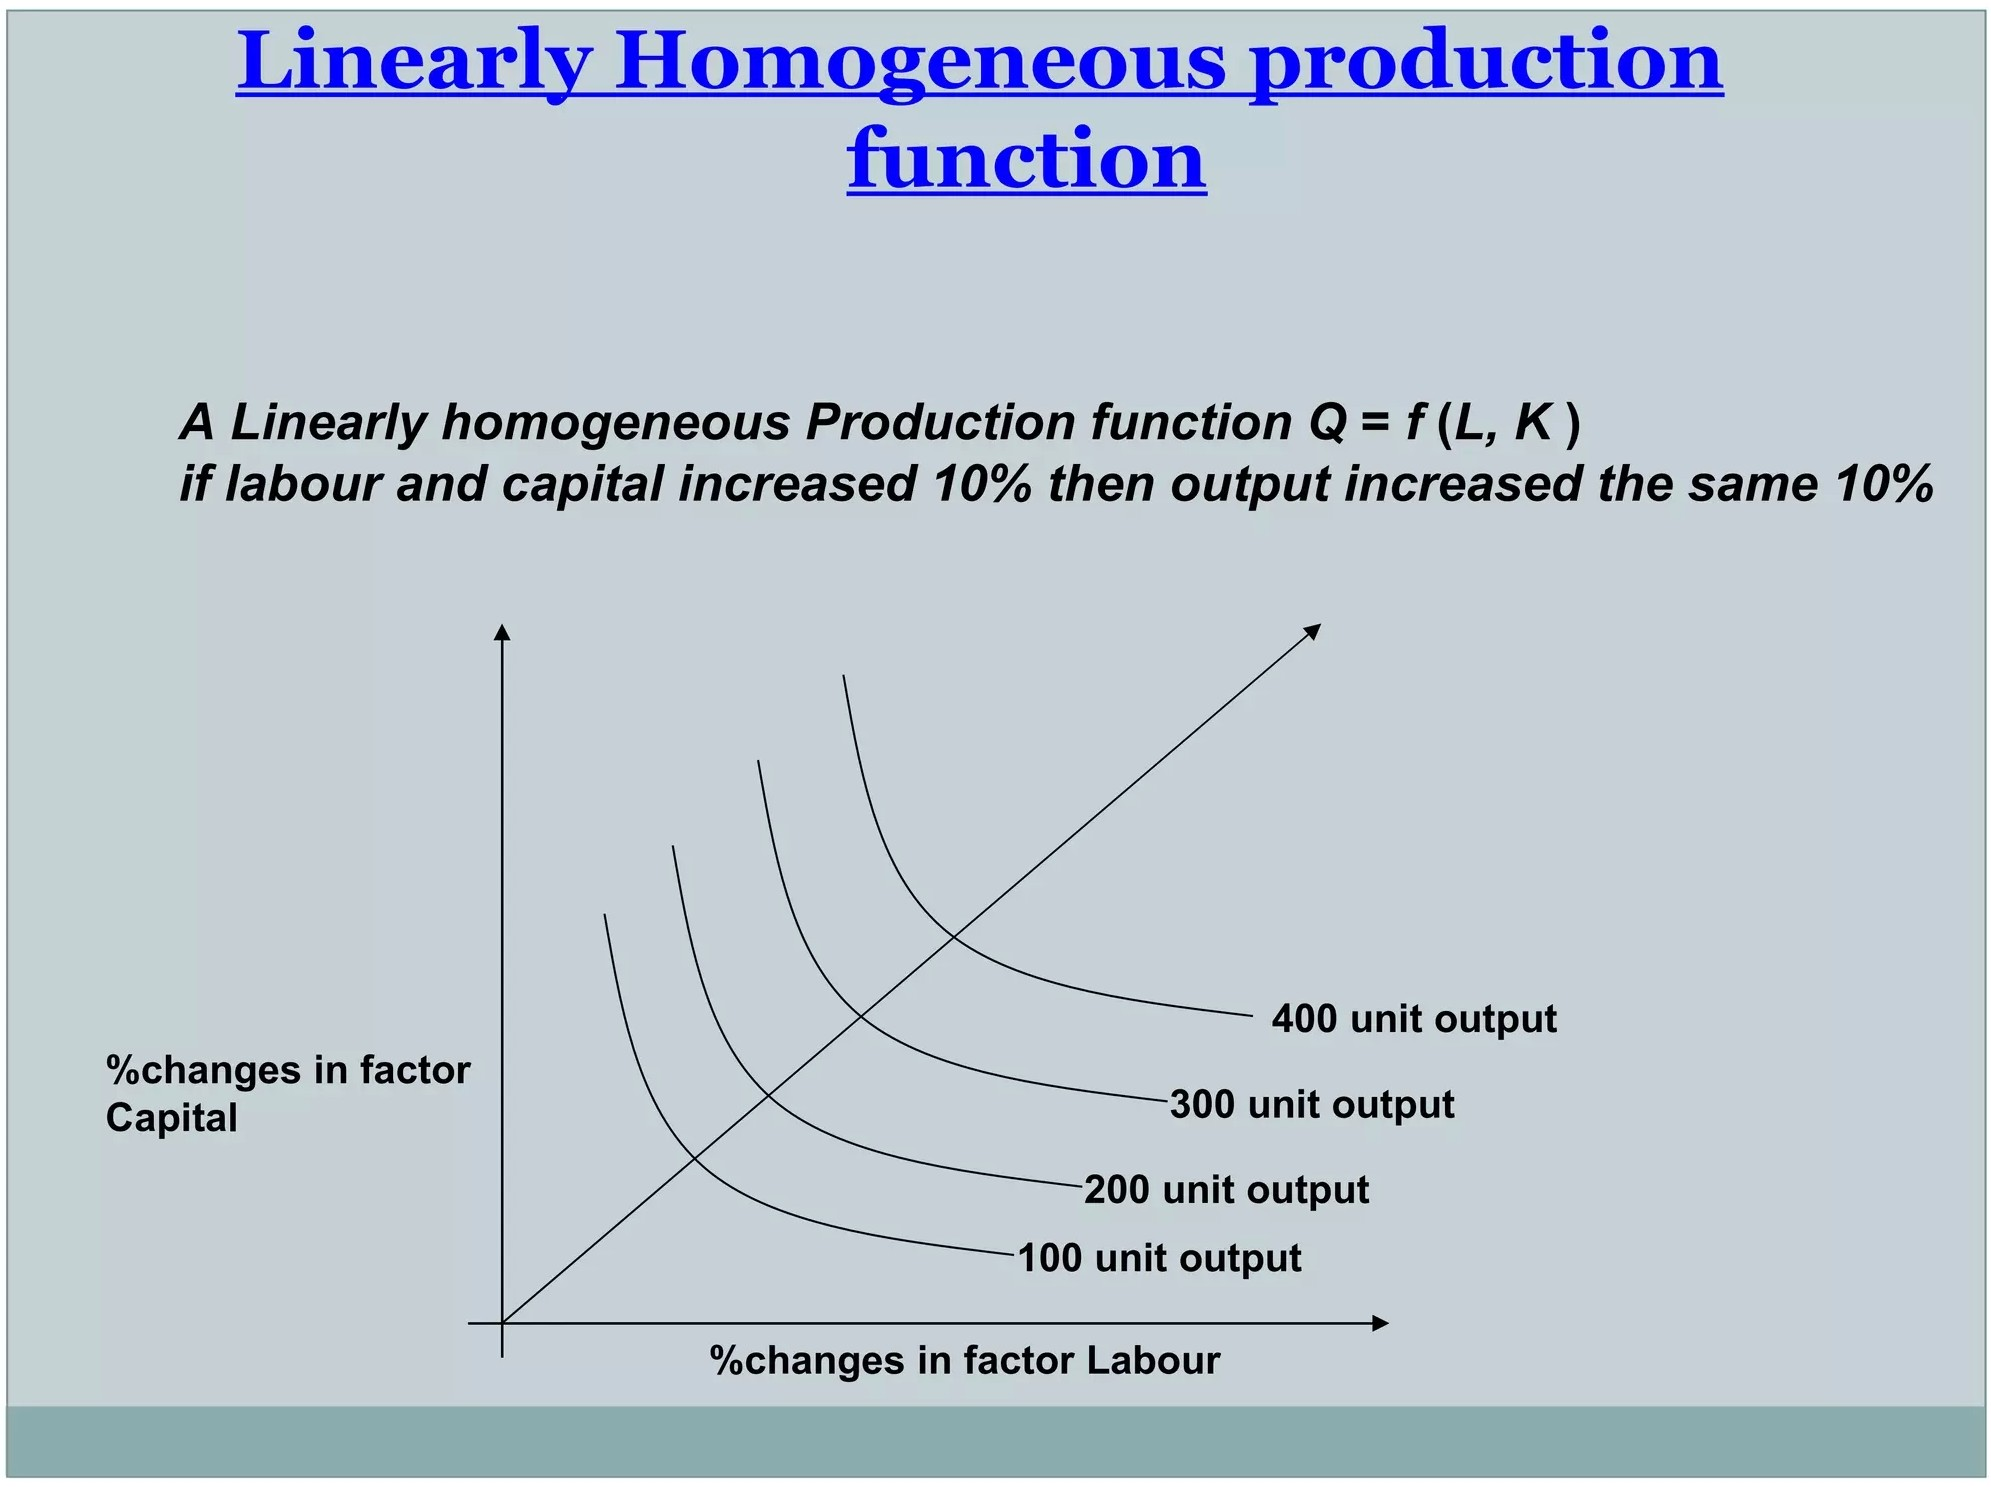 Linearly Homogeneous production
function
A Linearly homogeneous Production function Q = f (L, K )
if labour and capital increased 10% then output increased the same 10%
400 unit output
%changes in factor
Capital
300 unit output
200 unit output
100 unit output
%changes in factor Labour